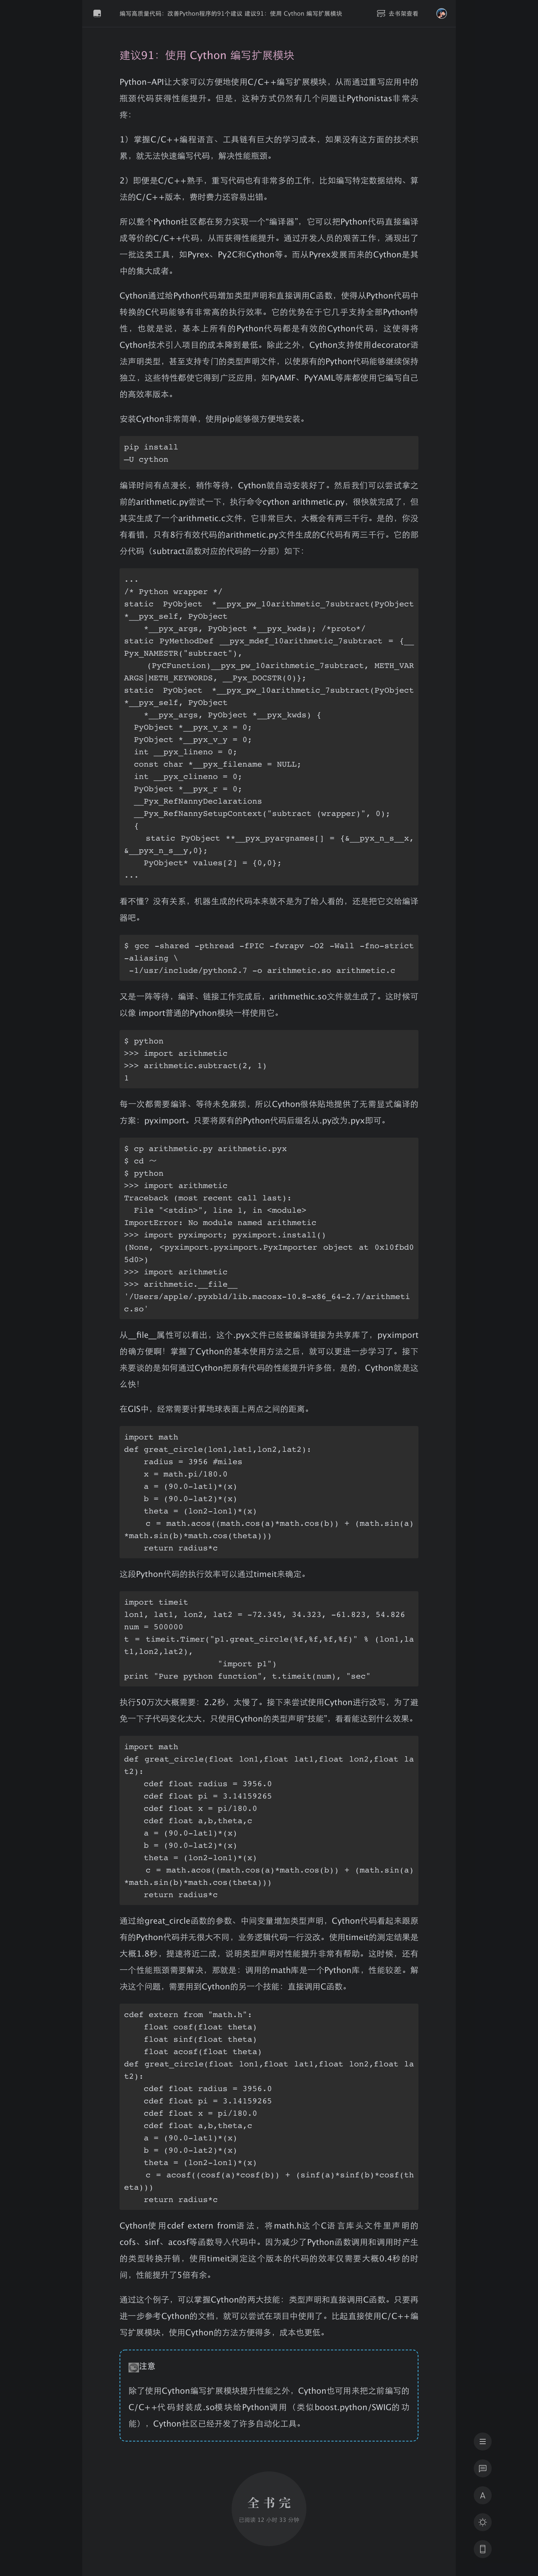 编写高质量代码：改善Python程序的91个建议 建议91：使用 Cython 编写扩展模块
去书架查看
建议91：使用 Cython 编写扩展模块
Python-API让大家可以方便地使用C/C++编写扩展模块，从而通过重写应用中的
瓶颈代码获得性能提升。但是，这种方式仍然有几个问题让Pythonistas非常头
疼：
1）掌握C/C++编程语言、工具链有巨大的学习成本，如果没有这方面的技术积
累，就无法快速编写代码，解决性能瓶颈。
2）即便是C/C++熟手，重写代码也有非常多的工作，比如编写特定数据结构、算
法的C/C++版本，费时费力还容易出错。
所以整个Python社区都在努力实现一个“编译器”，它可以把Python代码直接编译
成等价的C/C++代码，从而获得性能提升。通过开发人员的艰苦工作，涌现出了
一批这类工具，如Pyrex、Py2C和Cython等。而从Pyrex发展而来的Cython是其
中的集大成者。
Cython通过给Python代码增加类型声明和直接调用C函数，使得从Python代码中
转换的C代码能够有非常高的执行效率。它的优势在于它几乎支持全部Python特
性，也就是说，基本上所有的Python代码都是有效的Cython代码，这使得将
Cython技术引入项目的成本降到最低。除此之外，Cython支持使用decorator语
法声明类型，甚至支持专门的类型声明文件，以使原有的Python代码能够继续保持
独立，这些特性都使它得到广泛应用，如PyAMF、PyYAML等库都使用它编写自己
的高效率版本。
安装Cython非常简单，使用pip能够很方便地安装。
pip install
–U cython
编译时间有点漫长，稍作等待，Cython就自动安装好了。然后我们可以尝试拿之
前的arithmetic.py尝试一下，执行命令cython arithmetic.py，很快就完成了，但
其实生成了一个arithmetic.c文件，它非常巨大，大概会有两三千行。是的，你没
有看错，只有8行有效代码的arithmetic.py文件生成的C代码有两三千行。它的部
分代码（subtract函数对应的代码的一分部）如下：
...
/* Python wrapper */
static PyObject *__pyx_pw_10arithmetic_7subtract(PyObject
*__pyx_self, PyObject
*__pyx_args, PyObject *__pyx_kwds); /*proto*/
static PyMethodDef __pyx_mdef_10arithmetic_7subtract = {__
Pyx_NAMESTR("subtract"),
(PyCFunction)__pyx_pw_10arithmetic_7subtract, METH_VAR
ARGS|METH_KEYWORDS, __Pyx_DOCSTR(0)};
static PyObject *__pyx_pw_10arithmetic_7subtract(PyObject
*__pyx_self, PyObject
*__pyx_args, PyObject *__pyx_kwds) {
PyObject *__pyx_v_x = 0;
PyObject *__pyx_v_y = 0;
int __pyx_lineno = 0;
const char *__pyx_filename = NULL;
int __pyx_clineno = 0;
PyObject *__pyx_r = 0;
__Pyx_RefNannyDeclarations
__Pyx_RefNannySetupContext("subtract (wrapper)", 0);
{
static PyObject **__pyx_pyargnames[] = {&__pyx_n_s__x,
&__pyx_n_s__y,0};
PyObject* values[2] = {0,0};
...
看不懂？没有关系，机器生成的代码本来就不是为了给人看的，还是把它交给编译
器吧。
$ gcc -shared -pthread -fPIC -fwrapv -O2 -Wall -fno-strict
-aliasing \
-1/usr/include/python2.7 -o arithmetic.so arithmetic.c
又是一阵等待，编译、链接工作完成后，arithmethic.so文件就生成了。这时候可
以像 import普通的Python模块一样使用它。
$ python
>>> import arithmetic
>>> arithmetic.subtract(2, 1)
1
每一次都需要编译、等待未免麻烦，所以Cython很体贴地提供了无需显式编译的
方案：pyximport。只要将原有的Python代码后缀名从.py改为.pyx即可。
$ cp arithmetic.py arithmetic.pyx
$ cd ～
$ python
>>> import arithmetic
Traceback (most recent call last):
File "<stdin>", line 1, in <module>
ImportError: No module named arithmetic
>>> import pyximport; pyximport.install()
(None, <pyximport.pyximport.PyxImporter object at 0x10fbd0
5d0>)
>>> import arithmetic
>>> arithmetic.__file__
'/Users/apple/.pyxbld/lib.macosx-10.8-x86_64-2.7/arithmeti
c.so'
从__file__属性可以看出，这个.pyx文件已经被编译链接为共享库了，pyximport
的确方便啊！掌握了Cython的基本使用方法之后，就可以更进一步学习了。接下
来要谈的是如何通过Cython把原有代码的性能提升许多倍，是的，Cython就是这
么快！
在GIS中，经常需要计算地球表面上两点之间的距离。
import math
def great_circle(lon1,lat1,lon2,lat2):
radius = 3956 #miles
x = math.pi/180.0
a = (90.0-lat1)*(x)
b = (90.0-lat2)*(x)
theta = (lon2-lon1)*(x)
c = math.acos((math.cos(a)*math.cos(b)) + (math.sin(a)
*math.sin(b)*math.cos(theta)))
return radius*c
这段Python代码的执行效率可以通过timeit来确定。
import timeit
lon1, lat1, lon2, lat2 = -72.345, 34.323, -61.823, 54.826
num = 500000
t = timeit.Timer("p1.great_circle(%f,%f,%f,%f)" % (lon1,la
t1,lon2,lat2),
"import p1")
print "Pure python function", t.timeit(num), "sec"
执行50万次大概需要：2.2秒，太慢了。接下来尝试使用Cython进行改写，为了避
免一下子代码变化太大，只使用Cython的类型声明“技能”，看看能达到什么效果。
import math
def great_circle(float lon1,float lat1,float lon2,float la
t2):
cdef float radius = 3956.0
cdef float pi = 3.14159265
cdef float x = pi/180.0
cdef float a,b,theta,c
a = (90.0-lat1)*(x)
b = (90.0-lat2)*(x)
theta = (lon2-lon1)*(x)
c = math.acos((math.cos(a)*math.cos(b)) + (math.sin(a)
*math.sin(b)*math.cos(theta)))
return radius*c
通过给great_circle函数的参数、中间变量增加类型声明，Cython代码看起来跟原
有的Python代码并无很大不同，业务逻辑代码一行没改。使用timeit的测定结果是
大概1.8秒，提速将近二成，说明类型声明对性能提升非常有帮助。这时候，还有
一个性能瓶颈需要解决，那就是：调用的math库是一个Python库，性能较差。解
决这个问题，需要用到Cython的另一个技能：直接调用C函数。
cdef extern from "math.h":
float cosf(float theta)
float sinf(float theta)
float acosf(float theta)
def great_circle(float lon1,float lat1,float lon2,float la
t2):
cdef float radius = 3956.0
cdef float pi = 3.14159265
cdef float x = pi/180.0
cdef float a,b,theta,c
a = (90.0-lat1)*(x)
b = (90.0-lat2)*(x)
theta = (lon2-lon1)*(x)
c = acosf((cosf(a)*cosf(b)) + (sinf(a)*sinf(b)*cosf(th
eta)))
return radius*c
Cython使用cdef extern from语法，将math.h这个C语言库头文件里声明的
cofs、sinf、acosf等函数导入代码中。因为减少了Python函数调用和调用时产生
的类型转换开销，使用timeit测定这个版本的代码的效率仅需要大概0.4秒的时
间，性能提升了5倍有余。
通过这个例子，可以掌握Cython的两大技能：类型声明和直接调用C函数。只要再
进一步参考Cython的文档，就可以尝试在项目中使用了。比起直接使用C/C++编
写扩展模块，使用Cython的方法方便得多，成本也更低。
注意
除了使用Cython编写扩展模块提升性能之外，Cython也可用来把之前编写的
C/C++代码封装成.so模块给Python调用（类似boost.python/SWIG的功
能），Cython社区已经开发了许多自动化工具。
全书完
已阅读 12 小时 33 分钟
A